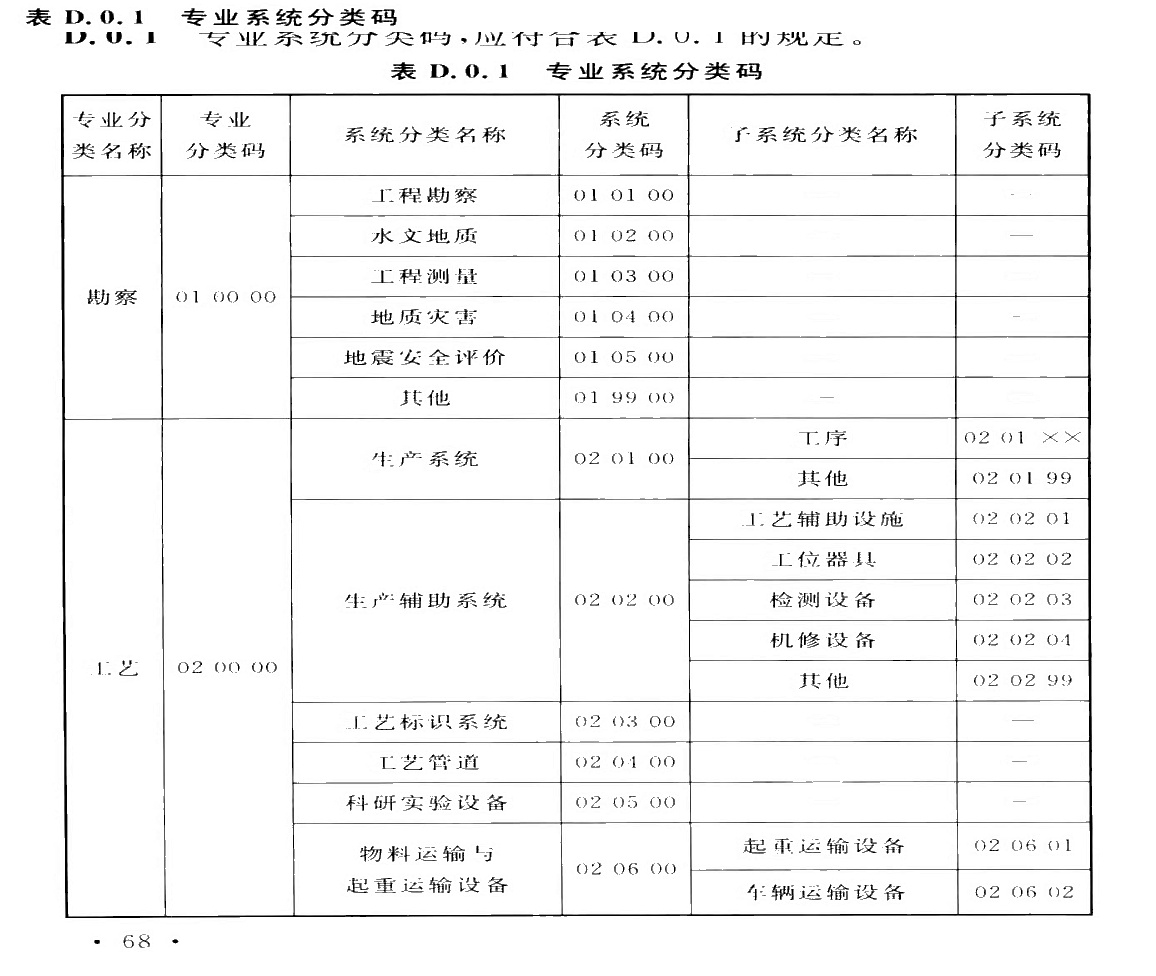 表 D.0.1 专业系统分类码
D.0.1 专业系统分类码,应符合表 D.0.1 的规定。
表 D.0.1 专业系统分类码
专业分类名称 专业分类码 系统分类名称 系统分类码 子系统分类名称 子系统分类码
勘察 01 00 00 工程勘察 01 01 00 — —
水文地质 01 02 00 —
工程测量 01 03 00
地质灾害 01 04 00 -
地震安全评价 01 05 00
其他 01 99 00 —
工艺 02 00 00 生产系统 02 01 00 工序 02 01 ××
其他 02 01 99
生产辅助系统 02 02 00 工艺辅助设施 02 02 01
工位器具 02 02 02
检测设备 02 02 03
机修设备 02 02 04
其他 02 02 99
工艺标识系统 02 03 00 —
工艺管道 02 04 00 —
科研实验设备 02 05 00 —
物料运输与起重运输设备 02 06 00 起重运输设备 02 06 01
车辆运输设备 02 06 02
· 68 ·